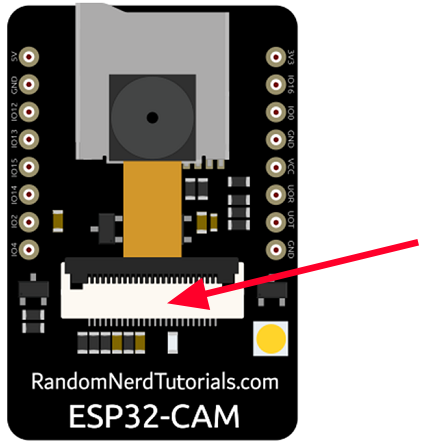 5V
GND
IO12
IO13
IO15
IO14
IO2
IO4
3V3
IO16
IO0
GND
VCC
UOR
UOT
GND
RandomNerdTutorials.com
ESP32-CAM